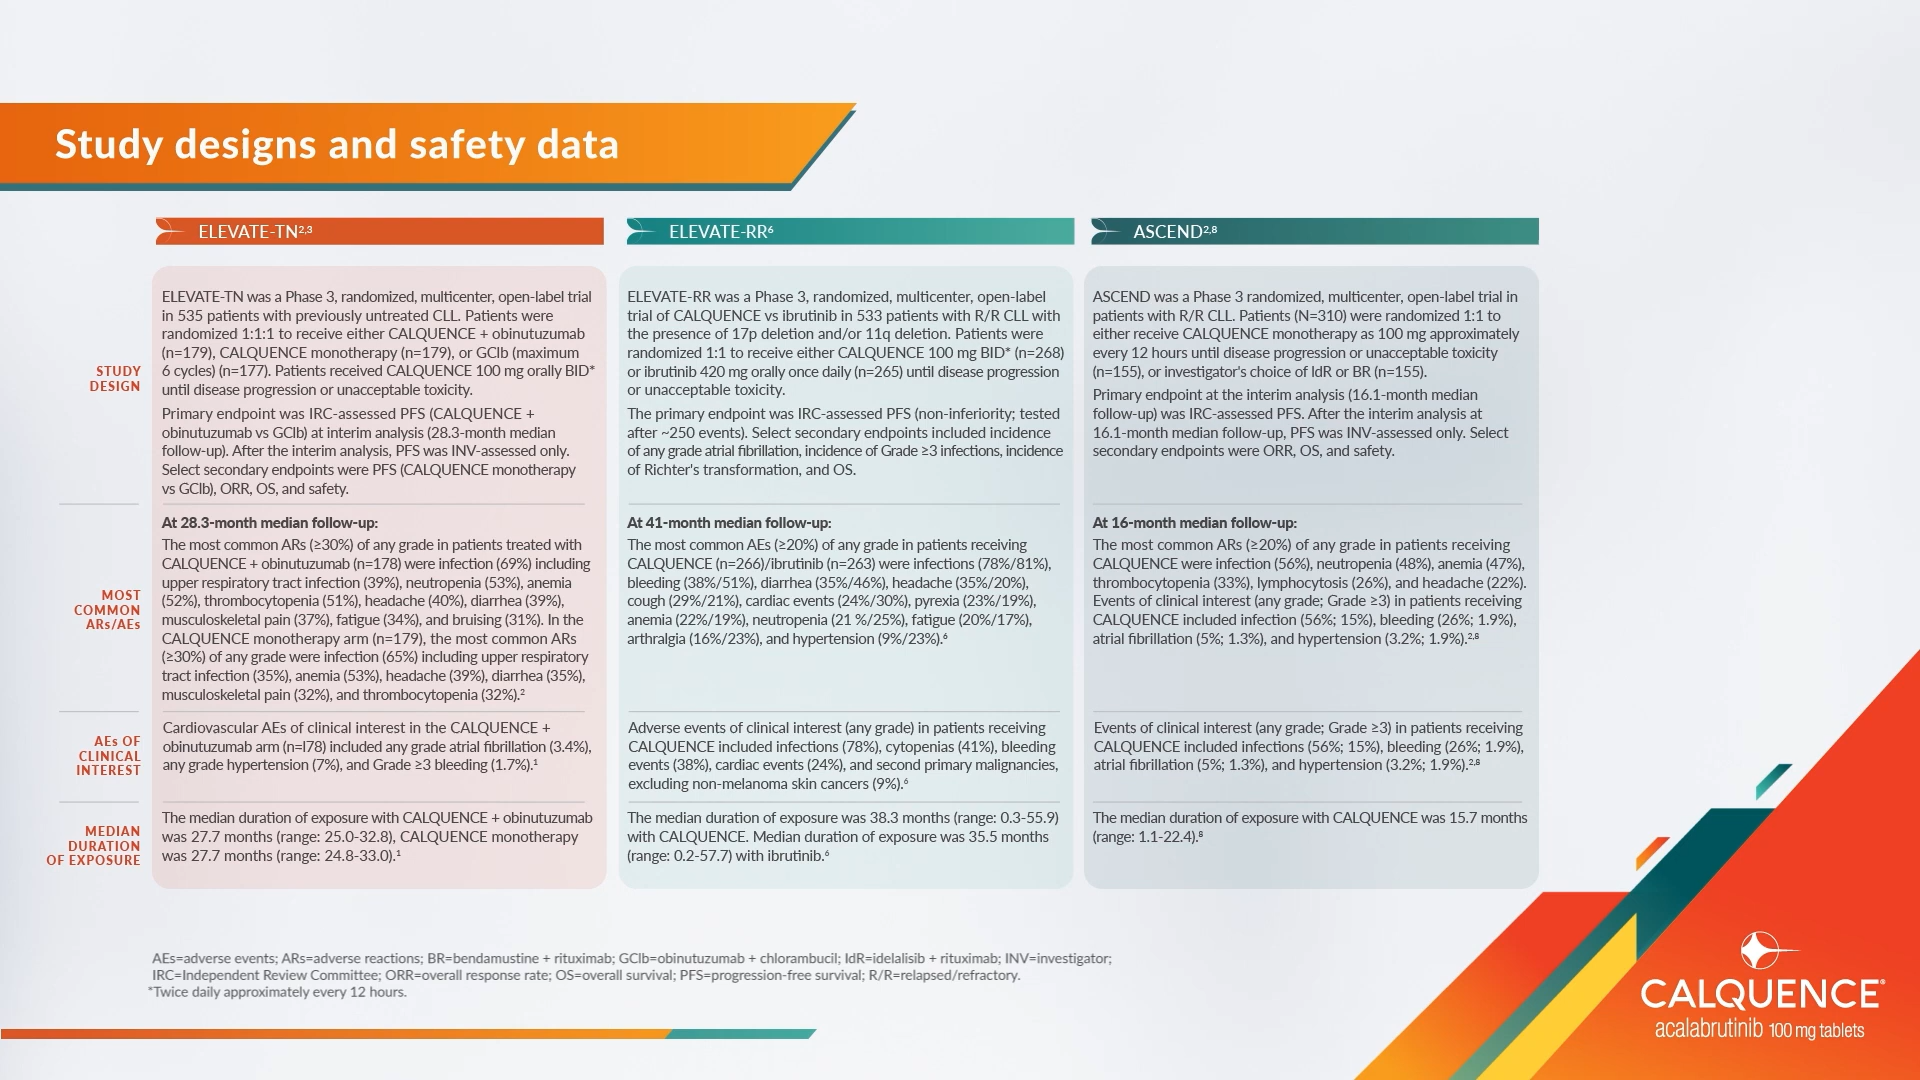 Study designs and safety data
ELEVATE-TN2,3
ELEVATE-RR6
ASCEND2,8
STUDY
DESIGN
ELEVATE-TN was a Phase 3, randomized, multicenter, open-label trial
in 535 patients with previously untreated CLL. Patients were
randomized 1:1:1 to receive either CALQUENCE + obinutuzumab
(n=179), CALQUENCE monotherapy (n=179), or GClb (maximum
6 cycles) (n=177). Patients received CALQUENCE 100 mg orally BID*
until disease progression or unacceptable toxicity.
Primary endpoint was IRC-assessed PFS (CALQUENCE +
obinutuzumab vs GClb) at interim analysis (28.3-month median
follow-up). After the interim analysis, PFS was INV-assessed only.
Select secondary endpoints were PFS (CALQUENCE monotherapy
vs GClb), ORR, OS, and safety.
ELEVATE-RR was a Phase 3, randomized, multicenter, open-label
trial of CALQUENCE vs ibrutinib in 533 patients with R/R CLL with
the presence of 17p deletion and/or 11q deletion. Patients were
randomized 1:1 to receive either CALQUENCE 100 mg BID* (n=268)
or ibrutinib 420 mg orally once daily (n=265) until disease progression
or unacceptable toxicity.
The primary endpoint was IRC-assessed PFS (non-inferiority; tested
after ~250 events). Select secondary endpoints included incidence
of any grade atrial fibrillation, incidence of Grade ≥3 infections, incidence
of Richter's transformation, and OS.
ASCEND was a Phase 3 randomized, multicenter, open-label trial in
patients with R/R CLL. Patients (N=310) were randomized 1:1 to
either receive CALQUENCE monotherapy as 100 mg approximately
every 12 hours until disease progression or unacceptable toxicity
(n=155), or investigator's choice of IdR or BR (n=155).
Primary endpoint at the interim analysis (16.1-month median
follow-up) was IRC-assessed PFS. After the interim analysis at
16.1-month median follow-up, PFS was INV-assessed only. Select
secondary endpoints were ORR, OS, and safety.
MOST
COMMON
ARs/AEs
At 28.3-month median follow-up:
The most common ARs (≥30%) of any grade in patients treated with
CALQUENCE + obinutuzumab (n=178) were infection (69%) including
upper respiratory tract infection (39%), neutropenia (53%), anemia
(52%), thrombocytopenia (51%), headache (40%), diarrhea (39%),
musculoskeletal pain (37%), fatigue (34%), and bruising (31%). In the
CALQUENCE monotherapy arm (n=179), the most common ARs
(≥30%) of any grade were infection (65%) including upper respiratory
tract infection (35%), anemia (53%), headache (39%), diarrhea (35%),
musculoskeletal pain (32%), and thrombocytopenia (32%).2
At 41-month median follow-up:
The most common AEs (≥20%) of any grade in patients receiving
CALQUENCE (n=266)/ibrutinib (n=263) were infections (78%/81%),
bleeding (38%/51%), diarrhea (35%/46%), headache (35%/20%),
cough (29%/21%), cardiac events (24%/30%), pyrexia (23%/19%),
anemia (22%/19%), neutropenia (21 %/25%), fatigue (20%/17%),
arthralgia (16%/23%), and hypertension (9%/23%).6
At 16-month median follow-up:
The most common ARs (≥20%) of any grade in patients receiving
CALQUENCE were infection (56%), neutropenia (48%), anemia (47%),
thrombocytopenia (33%), lymphocytosis (26%), and headache (22%).
Events of clinical interest (any grade; Grade ≥3) in patients receiving
CALQUENCE included infection (56%; 15%), bleeding (26%; 1.9%),
atrial fibrillation (5%; 1.3%), and hypertension (3.2%; 1.9%).2,8
AEs OF
CLINICAL
INTEREST
Cardiovascular AEs of clinical interest in the CALQUENCE +
obinutuzumab arm (n=l78) included any grade atrial fibrillation (3.4%),
any grade hypertension (7%), and Grade ≥3 bleeding (1.7%).1
Adverse events of clinical interest (any grade) in patients receiving
CALQUENCE included infections (78%), cytopenias (41%), bleeding
events (38%), cardiac events (24%), and second primary malignancies,
excluding non-melanoma skin cancers (9%).6
Events of clinical interest (any grade; Grade ≥3) in patients receiving
CALQUENCE included infections (56%; 15%), bleeding (26%; 1.9%),
atrial fibrillation (5%; 1.3%), and hypertension (3.2%; 1.9%).2,8
MEDIAN
DURATION
OF EXPOSURE
The median duration of exposure with CALQUENCE + obinutuzumab
was 27.7 months (range: 25.0-32.8), CALQUENCE monotherapy
was 27.7 months (range: 24.8-33.0).1
The median duration of exposure was 38.3 months (range: 0.3-55.9)
with CALQUENCE. Median duration of exposure was 35.5 months
(range: 0.2-57.7) with ibrutinib.6
The median duration of exposure with CALQUENCE was 15.7 months
(range: 1.1-22.4).8
AEs=adverse events; ARs=adverse reactions; BR=bendamustine + rituximab; GClb=obinutuzumab + chlorambucil; IdR=idelalisib + rituximab; INV=investigator;
IRC=Independent Review Committee; ORR=overall response rate; OS=overall survival; PFS=progression-free survival; R/R=relapsed/refractory.
*Twice daily approximately every 12 hours.
CALQUENCE®
acalabrutinib 100 mg tablets